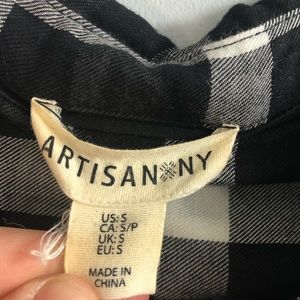 ARTISAN NY
US: S
CA: S/P
UK: S
EU: S
MADE IN
CHINA